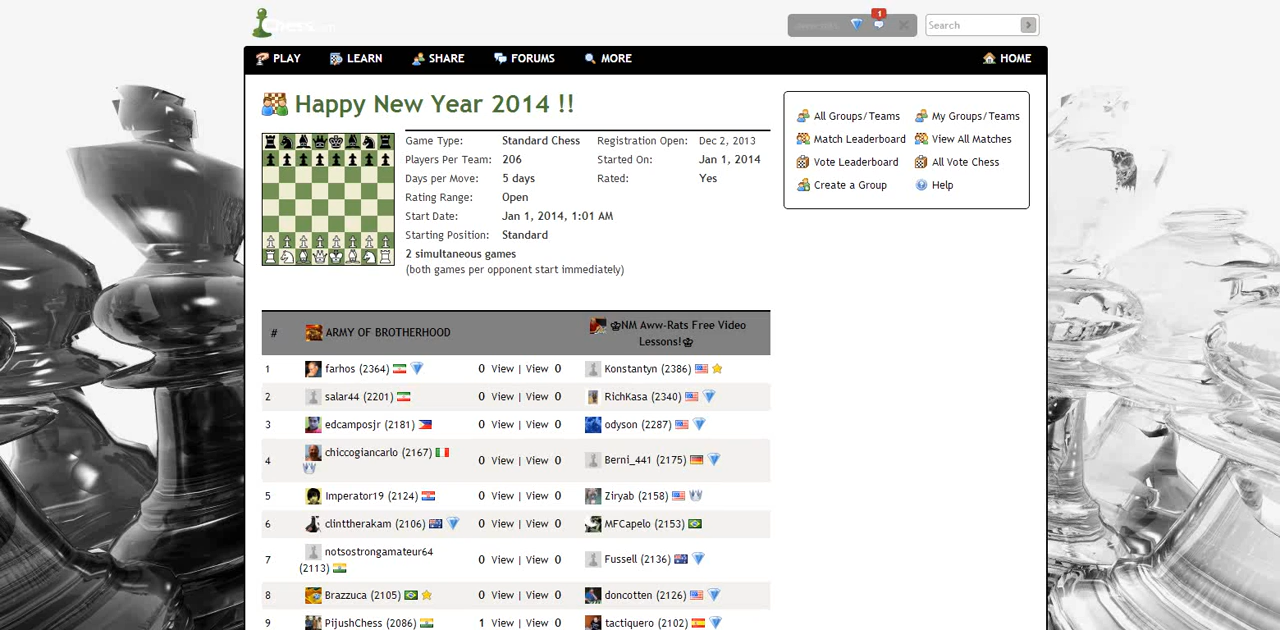 Chess.com
1
Search
PLAY LEARN SHARE FORUMS MORE HOME
Happy New Year 2014 !!
Game Type: Standard Chess Registration Open: Dec 2, 2013
Players Per Team: 206 Started On: Jan 1, 2014
Days per Move: 5 days Rated: Yes
Rating Range: Open
Start Date: Jan 1, 2014, 1:01 AM
Starting Position: Standard
2 simultaneous games
(both games per opponent start immediately)
All Groups/Teams My Groups/Teams
Match Leaderboard View All Matches
Vote Leaderboard All Vote Chess
Create a Group Help
# ARMY OF BROTHERHOOD ♔NM Aww-Rats Free Video
Lessons!♔
1 farhos (2364) 0 View | View 0 Konstantyn (2386)
2 salar44 (2201) 0 View | View 0 RichKasa (2340)
3 edcamposjr (2181) 0 View | View 0 odyson (2287)
4 chiccogiancarlo (2167) 0 View | View 0 Berni_441 (2175)
5 Imperator19 (2124) 0 View | View 0 Ziryab (2158)
6 clinttherakam (2106) 0 View | View 0 MFCapelo (2153)
7 notsostrongamateur64
(2113) 0 View | View 0 Fussell (2136)
8 Brazzuca (2105) 0 View | View 0 doncotten (2126)
9 PijushChess (2086) 1 View | View 0 tactiquero (2102)